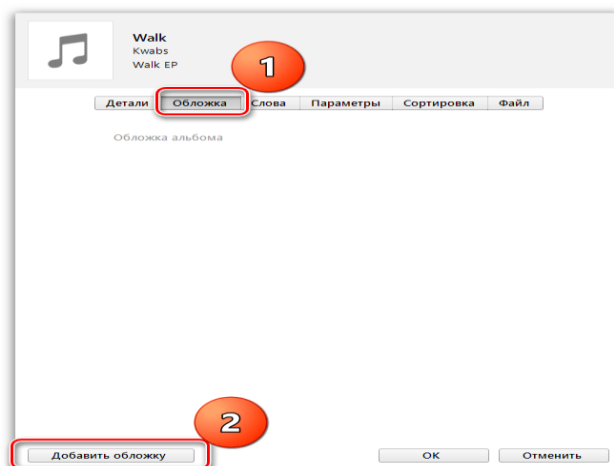 Walk
Kwabs
Walk EP
1
Детали Обложка Слова Параметры Сортировка Файл
Обложка альбома
2
Добавить обложку OK Отменить